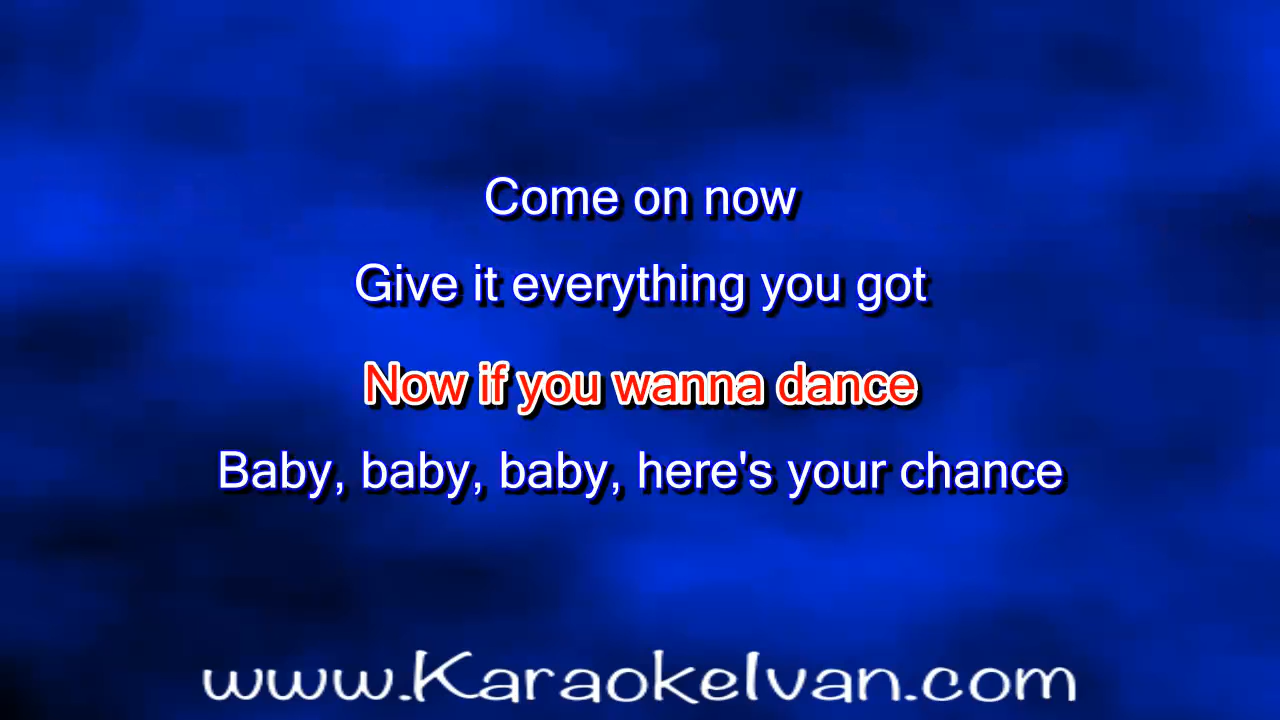 Come on now
Give it everything you got
Now if you wanna dance
Baby, baby, baby, here's your chance
www.KaraokeIvan.com